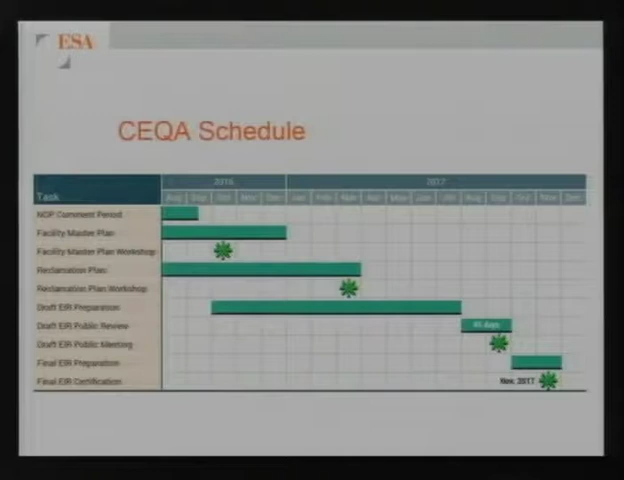 ESA
CEQA Schedule
Task
2016
2017
Aug Sep Oct Nov Dec Jan Feb Mar Apr May Jun Jul Aug Sep Oct Nov Dec
NOP Comment Period
Facility Master Plan
Facility Master Plan Workshop
Reclamation Plan
Reclamation Plan Workshop
Draft EIR Preparation
Draft EIR Public Review
45 days
Draft EIR Public Meeting
Final EIR Preparation
Final EIR Certification
Nov. 2017